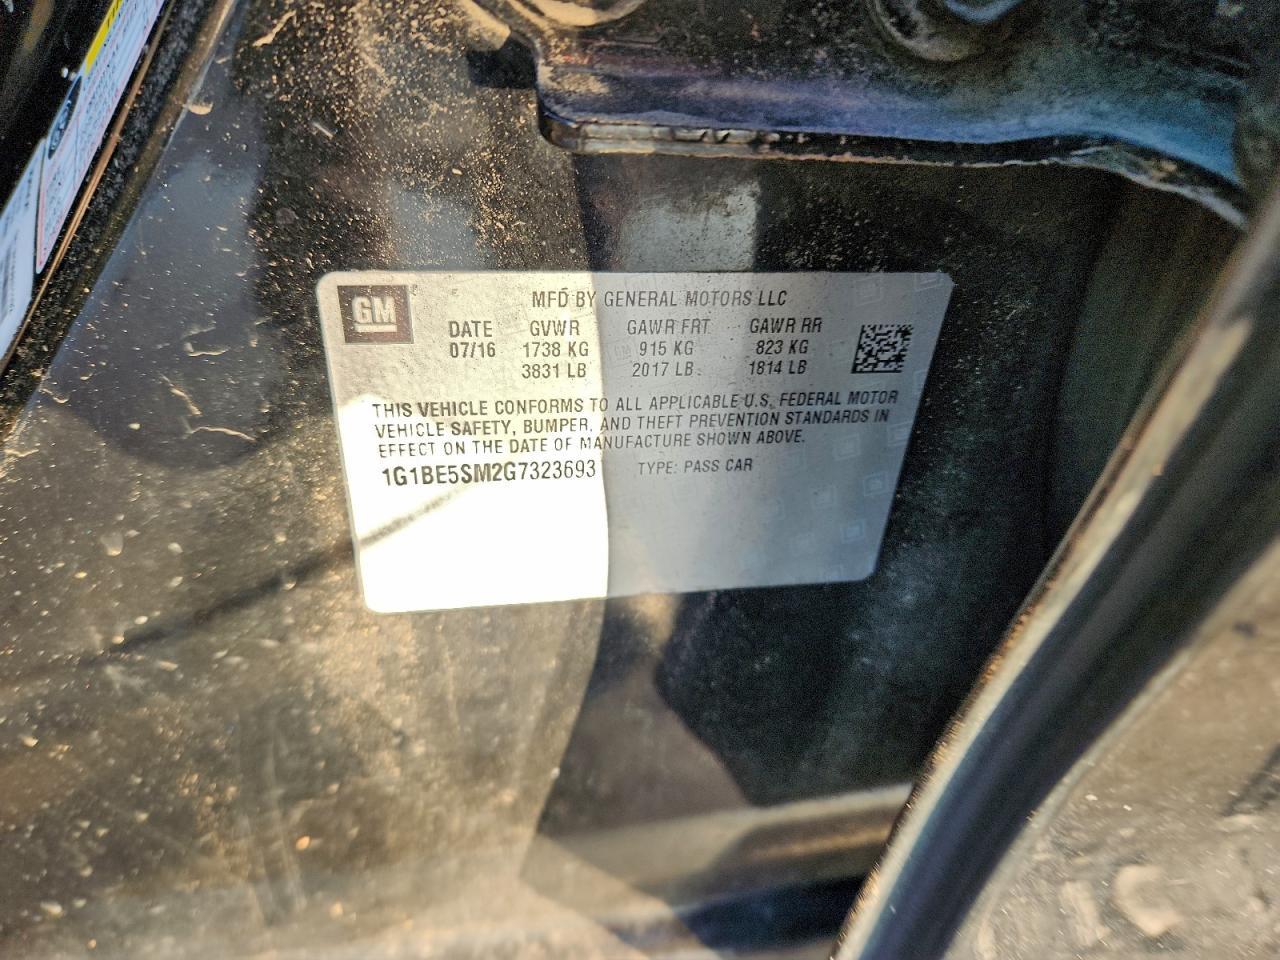 GM
MFD BY GENERAL MOTORS LLC
DATE GVWR GAWR FRT GAWR RR
07/16 1738 KG 915 KG 823 KG
3831 LB 2017 LB 1814 LB
THIS VEHICLE CONFORMS TO ALL APPLICABLE U.S. FEDERAL MOTOR
VEHICLE SAFETY, BUMPER, AND THEFT PREVENTION STANDARDS IN
EFFECT ON THE DATE OF MANUFACTURE SHOWN ABOVE.
1G1BE5SM2G7323693 TYPE: PASS CAR